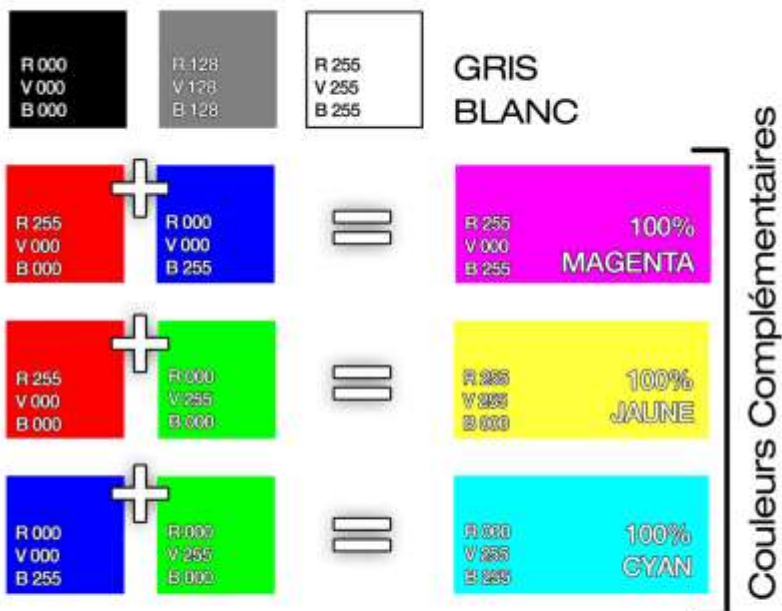 R 000
V 000
B 000
R 128
V 128
B 128
R 255
V 255
B 255
GRIS
BLANC
R 255
V 000
B 000
+
R 000
V 000
B 255
=
R 255
V 000
B 255
100%
MAGENTA
R 255
V 000
B 000
+
R 000
V 255
B 000
=
R 255
V 255
B 000
100%
JAUNE
R 000
V 000
B 255
+
R 000
V 255
B 000
=
R 000
V 255
B 255
100%
CYAN
Couleurs Complémentaires